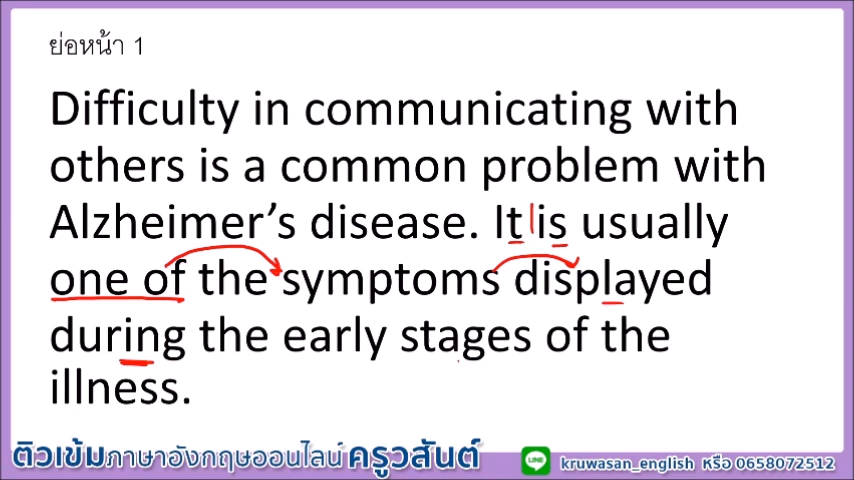 ย่อหน้า 1
Difficulty in communicating with
others is a common problem with
Alzheimer’s disease. It is usually
one of the symptoms displayed
during the early stages of the
illness.
ติวเข้มภาษาอังกฤษออนไลน์ ครูวสันต์
LINE kruwasan_english หรือ 0658072512